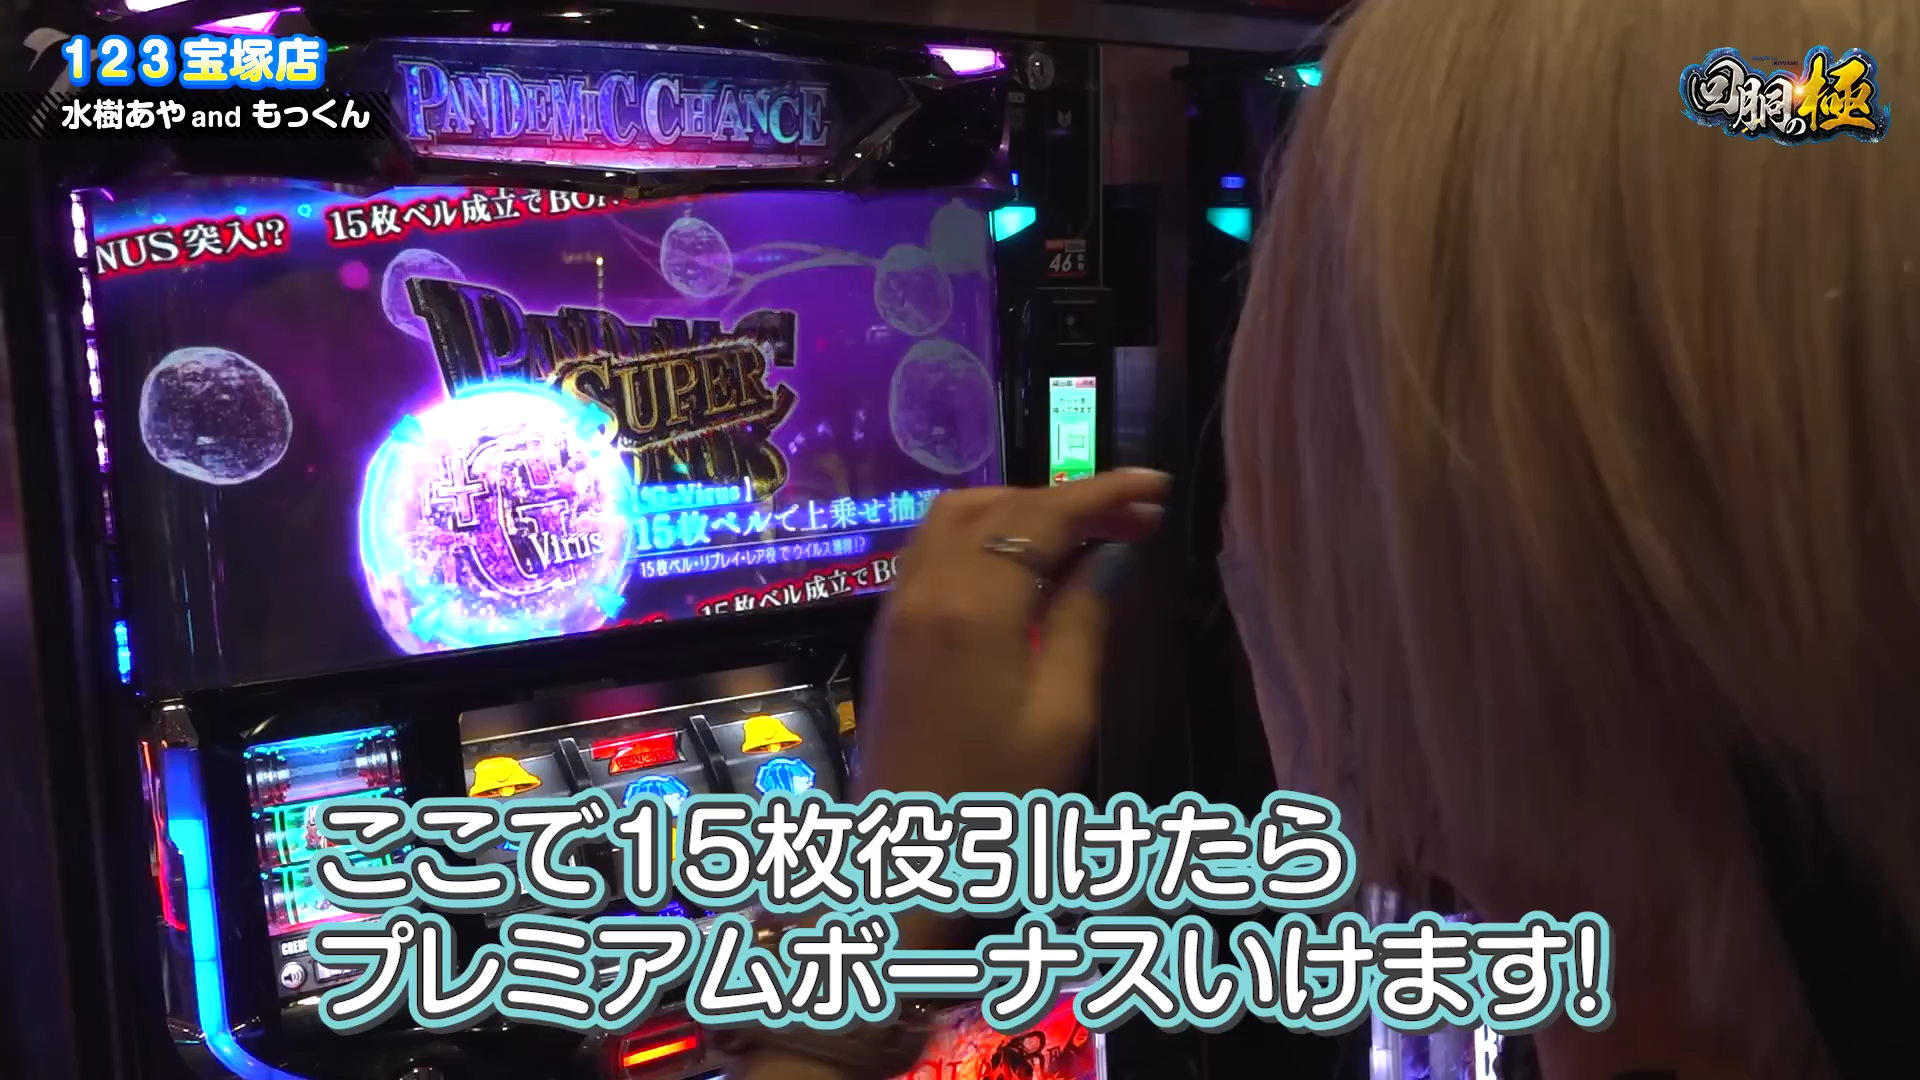 123宝塚店
水樹あや and もっくん
回胴の極
KIWAMI
PANDEMIC CHANCE
NUS 突入!? 15枚ベル成立でBON
PANDEMIC
SUPER
+G
Virus
【+G-Virus】
15枚ベルで上乗せ抽選
15枚ベル・リプレイ・レア役でウイルス獲得!?
15枚ベル成立でBO
46
ここで15枚役引けたら
プレミアムボーナスいけます!